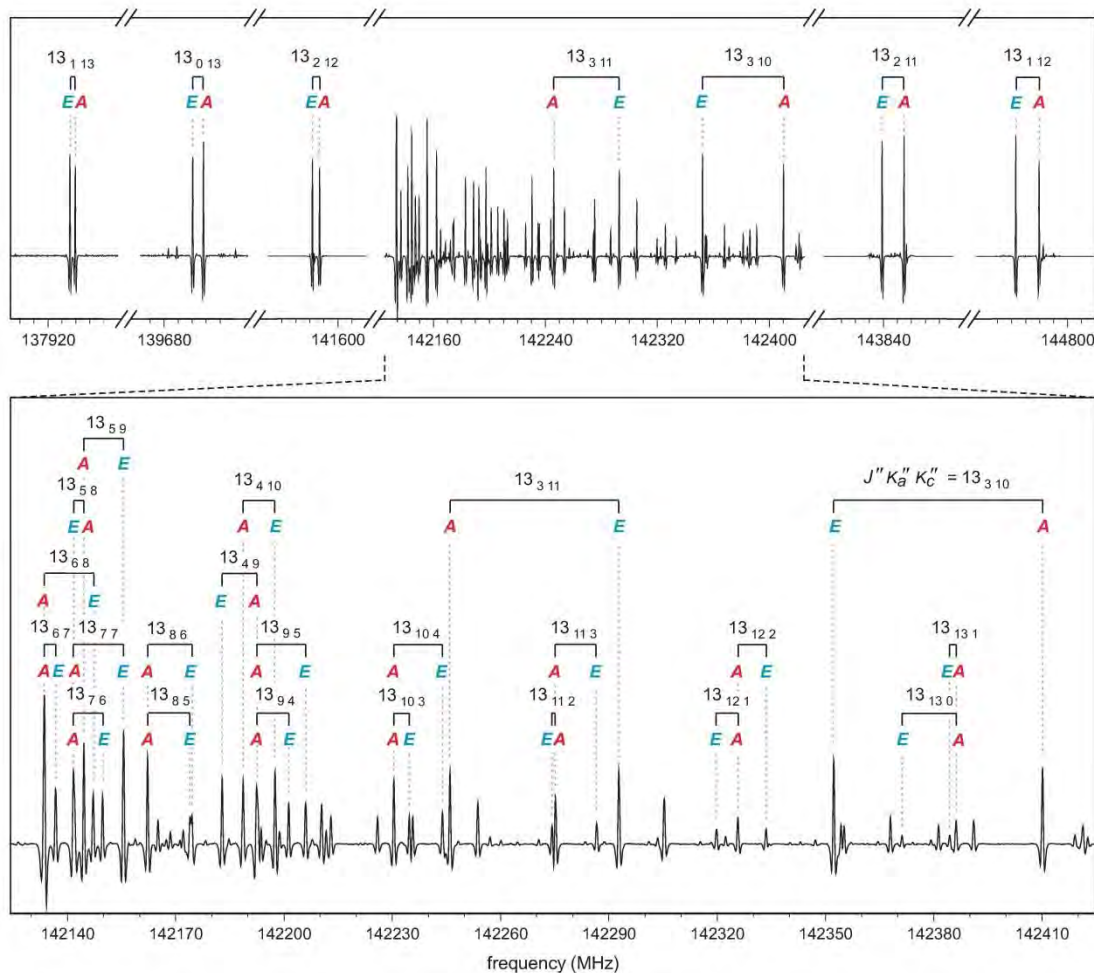 13 1 13 13 0 13 13 2 12 13 3 11 13 3 10 13 2 11 13 1 12
E A E A E A A E E A E A E A
137920 139680 141600 142160 142240 142320 142400 143840 144800
13 5 9
A E
13 5 8 13 4 10 13 3 11 J″ K″a K″c = 13 3 10
E A A E A E E A
13 6 8 13 4 9
A E E A
13 6 7 13 7 7 13 8 6 13 9 5 13 10 4 13 11 3 13 12 2 13 13 1
A E A E A E A E A E A E A E E A
13 7 6 13 8 5 13 9 4 13 10 3 13 11 2 13 12 1 13 13 0
A E A E A E A E E A E A E A
142140 142170 142200 142230 142260 142290 142320 142350 142380 142410
frequency (MHz)